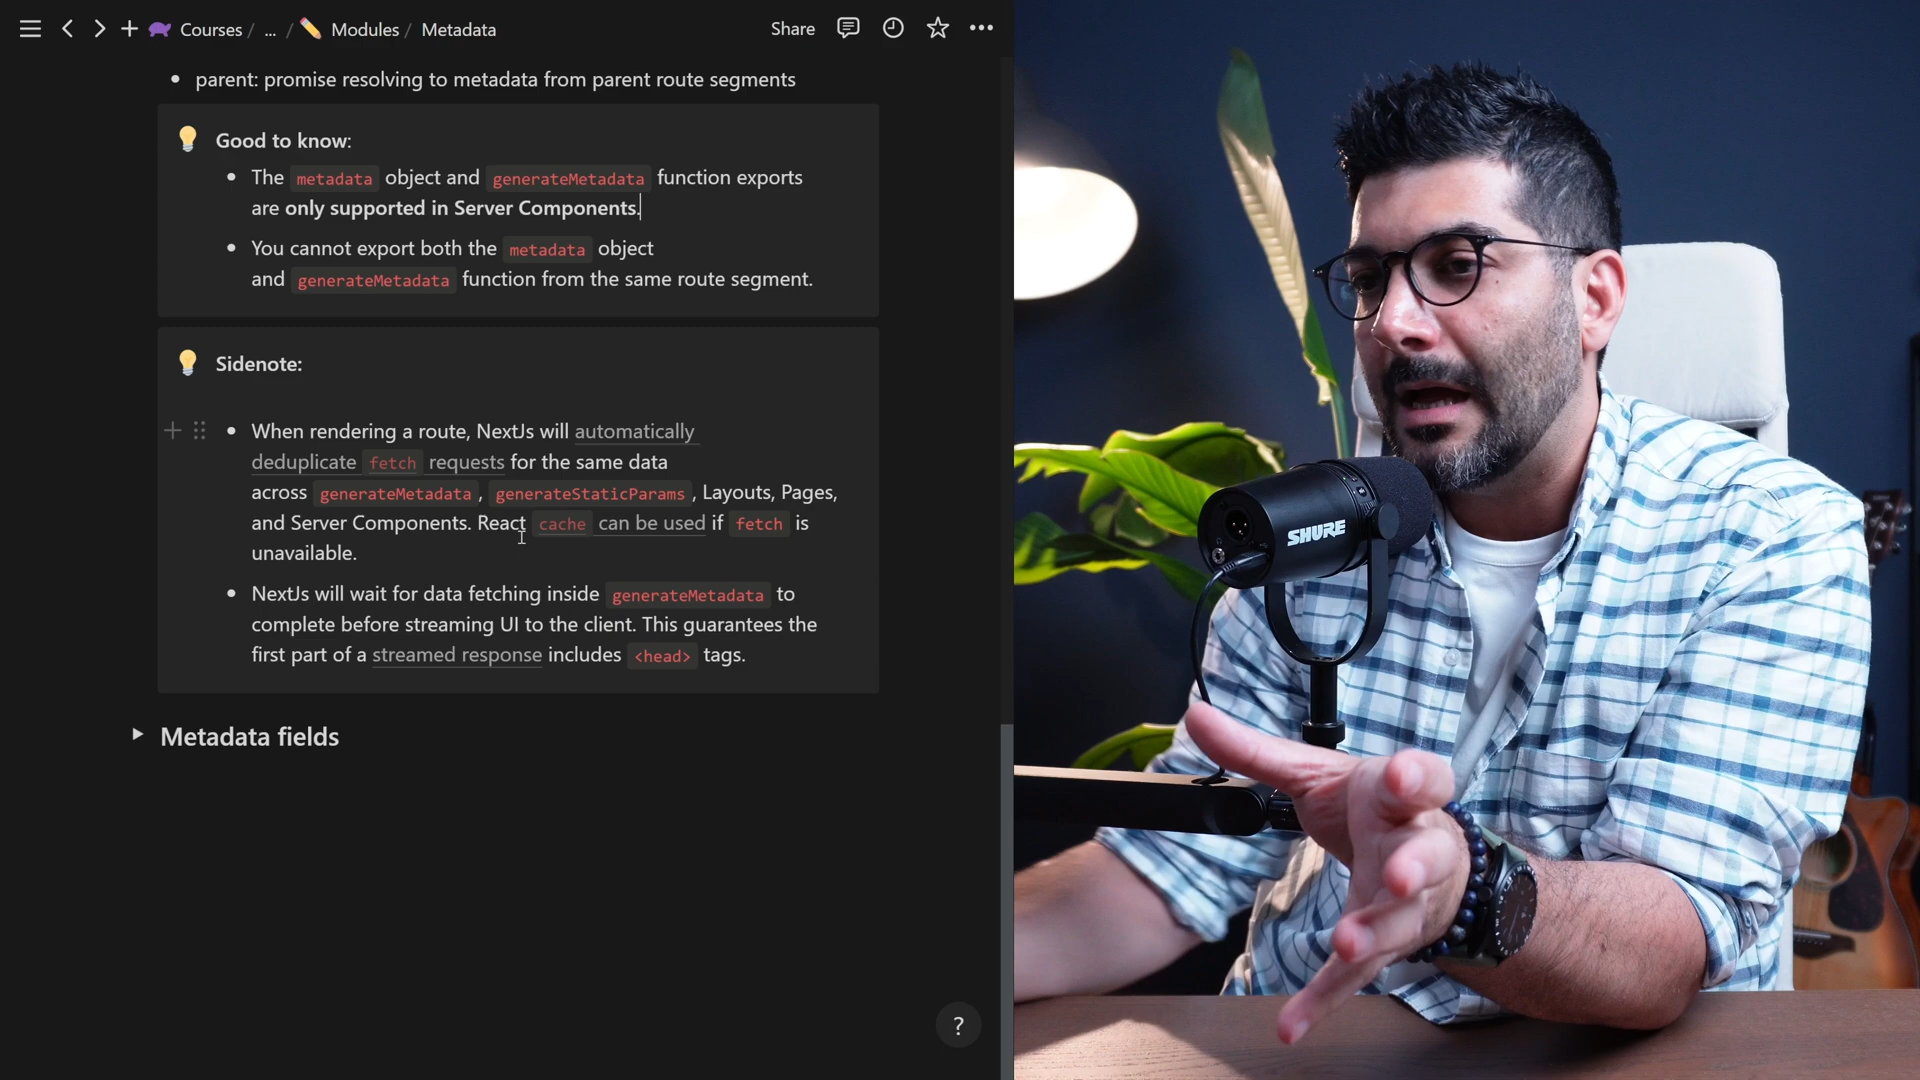 Courses / ... / Modules / Metadata
Share
parent: promise resolving to metadata from parent route segments
Good to know:
The metadata object and generateMetadata function exports
are only supported in Server Components.
You cannot export both the metadata object
and generateMetadata function from the same route segment.
Sidenote:
When rendering a route, NextJs will automatically
deduplicate fetch requests for the same data
across generateMetadata , generateStaticParams , Layouts, Pages,
and Server Components. React cache can be used if fetch is
unavailable.
NextJs will wait for data fetching inside generateMetadata to
complete before streaming UI to the client. This guarantees the
first part of a streamed response includes <head> tags.
Metadata fields
?
SHURE